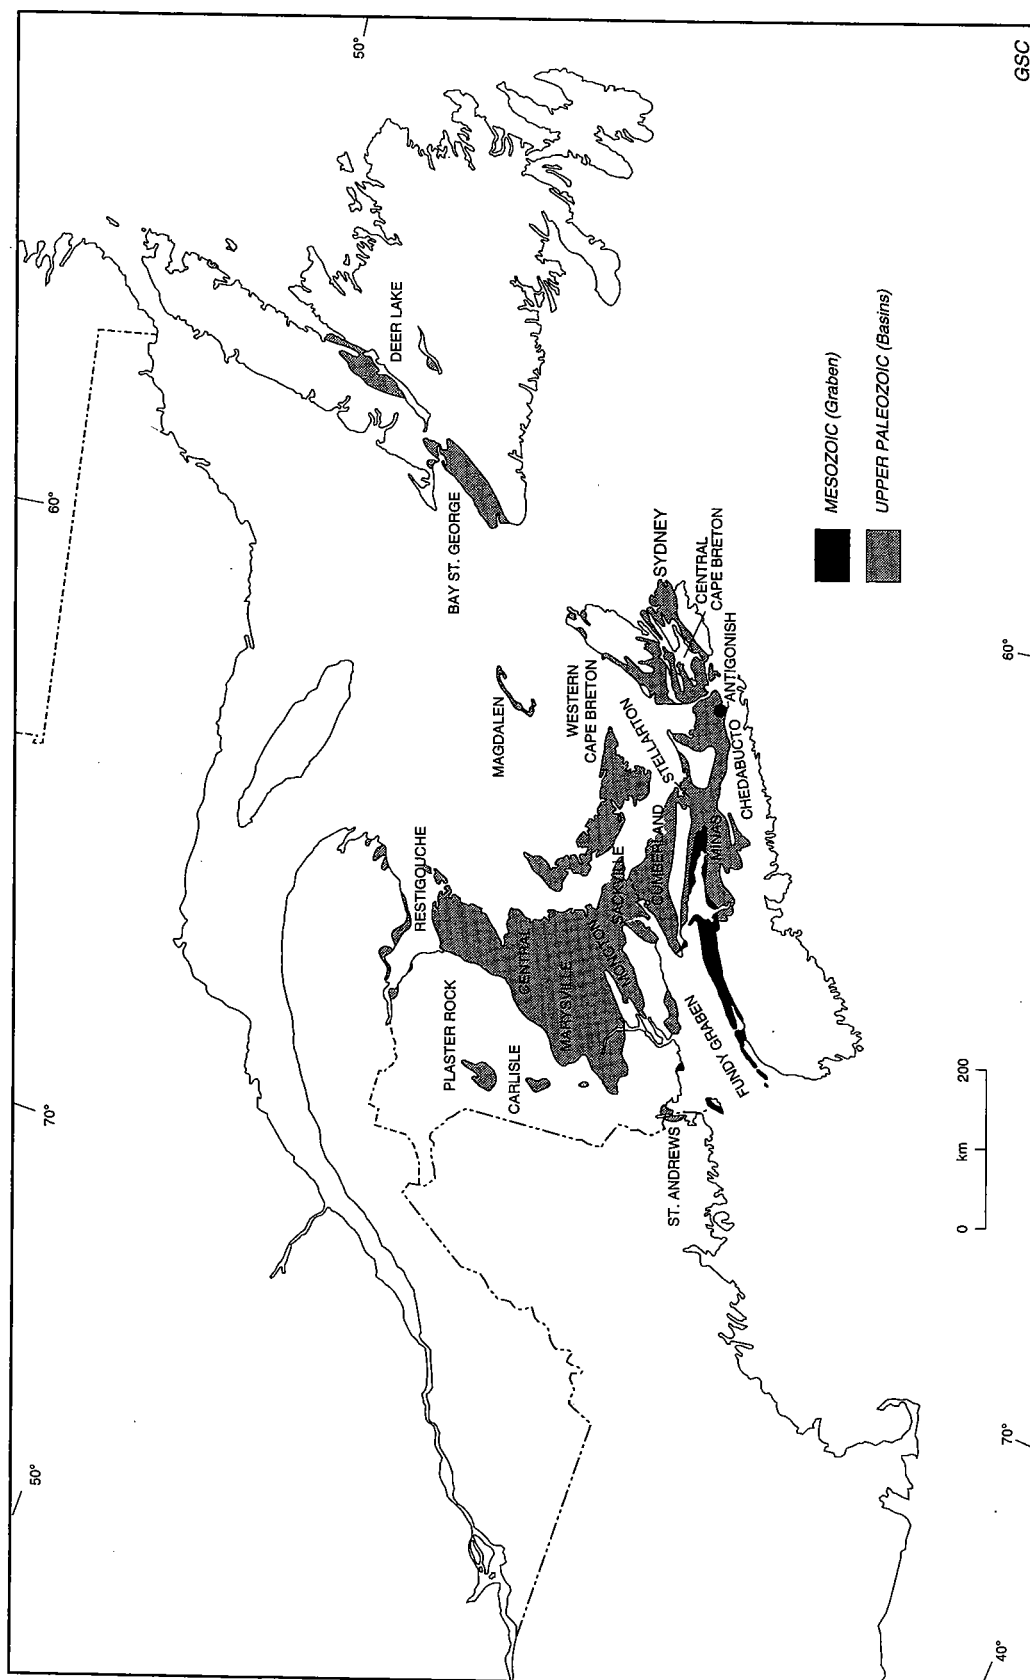 50°
60°
70°
50°
DEER LAKE
BAY ST. GEORGE
MAGDALEN
WESTERN
CAPE BRETON
SYDNEY
CENTRAL
CAPE BRETON
ANTIGONISH
STELLARTON
CHEDABUCTO
RESTIGOUCHE
CUMBERLAND
MINAS
SACKVILLE
MONCTON
CENTRAL
MARYSVILLE
PLASTER ROCK
CARLISLE
FUNDY GRABEN
ST. ANDREWS
MESOZOIC (Graben)
UPPER PALEOZOIC (Basins)
0 km 200
40°
70°
60°
GSC